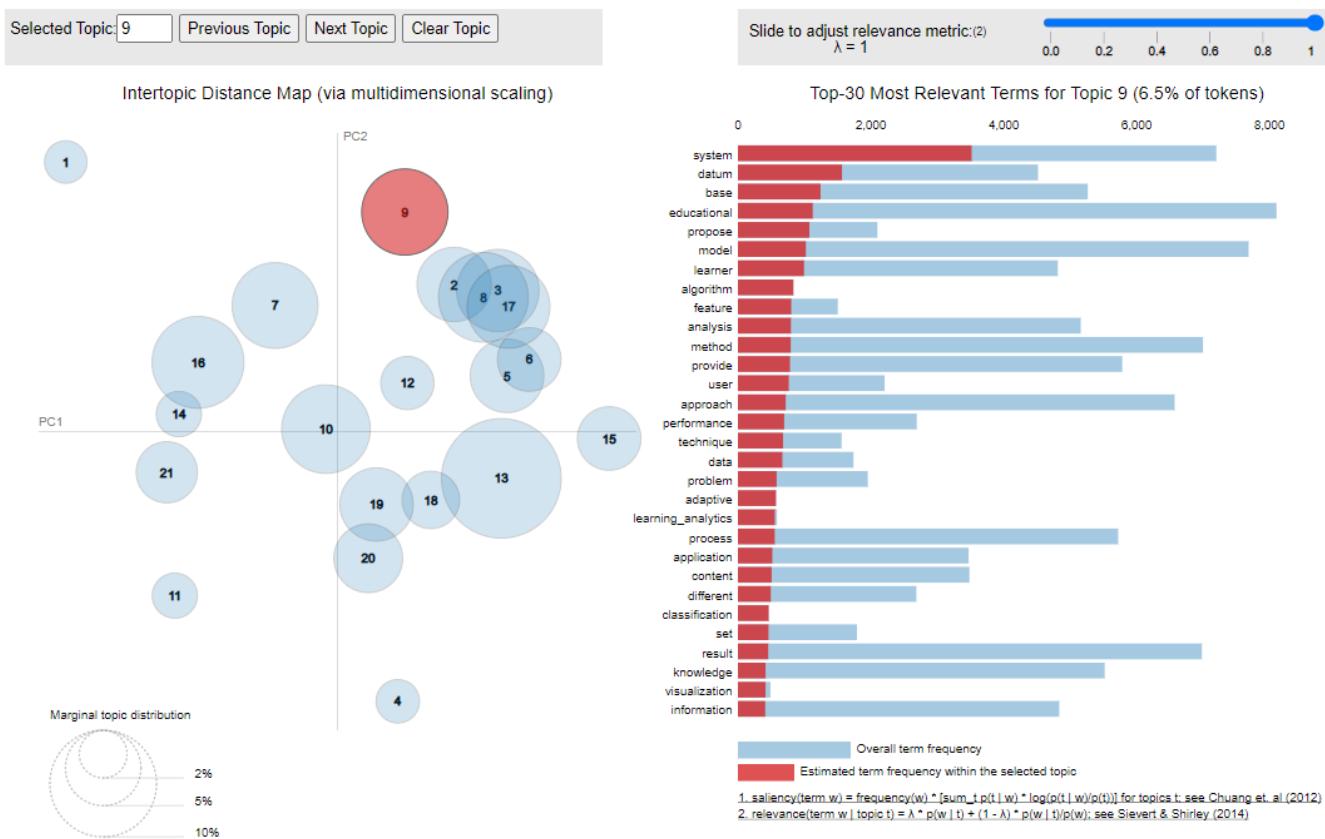 Selected Topic: 9 Previous Topic Next Topic Clear Topic
Slide to adjust relevance metric:(2)
λ = 1
0.0 0.2 0.4 0.6 0.8 1
Intertopic Distance Map (via multidimensional scaling)
PC2
PC1
1
9
2
8
3
17
7
6
16
5
12
14
10
15
21
13
19
18
20
11
4
Marginal topic distribution
2%
5%
10%
Top-30 Most Relevant Terms for Topic 9 (6.5% of tokens)
0 2,000 4,000 6,000 8,000
system
datum
base
educational
propose
model
learner
algorithm
feature
analysis
method
provide
user
approach
performance
technique
data
problem
adaptive
learning_analytics
process
application
content
different
classification
set
result
knowledge
visualization
information
Overall term frequency
Estimated term frequency within the selected topic
1. saliency(term w) = frequency(w) * [sum_t p(t | w) * log(p(t | w)/p(t))] for topics t; see Chuang et. al (2012)
2. relevance(term w | topic t) = λ * p(w | t) + (1 - λ) * p(w | t)/p(w); see Sievert & Shirley (2014)